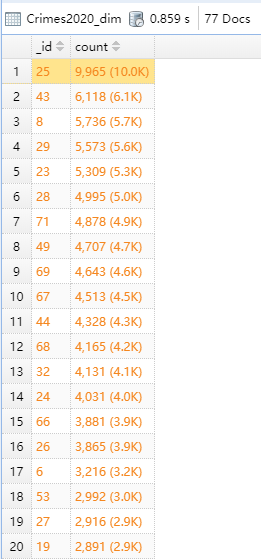 Crimes2020_dim 0.859 s 77 Docs
_id count
1 25 9,965 (10.0K)
2 43 6,118 (6.1K)
3 8 5,736 (5.7K)
4 29 5,573 (5.6K)
5 23 5,309 (5.3K)
6 28 4,995 (5.0K)
7 71 4,878 (4.9K)
8 49 4,707 (4.7K)
9 69 4,643 (4.6K)
10 67 4,513 (4.5K)
11 44 4,328 (4.3K)
12 68 4,165 (4.2K)
13 32 4,131 (4.1K)
14 24 4,031 (4.0K)
15 66 3,881 (3.9K)
16 26 3,865 (3.9K)
17 6 3,216 (3.2K)
18 53 2,992 (3.0K)
19 27 2,916 (2.9K)
20 19 2,891 (2.9K)